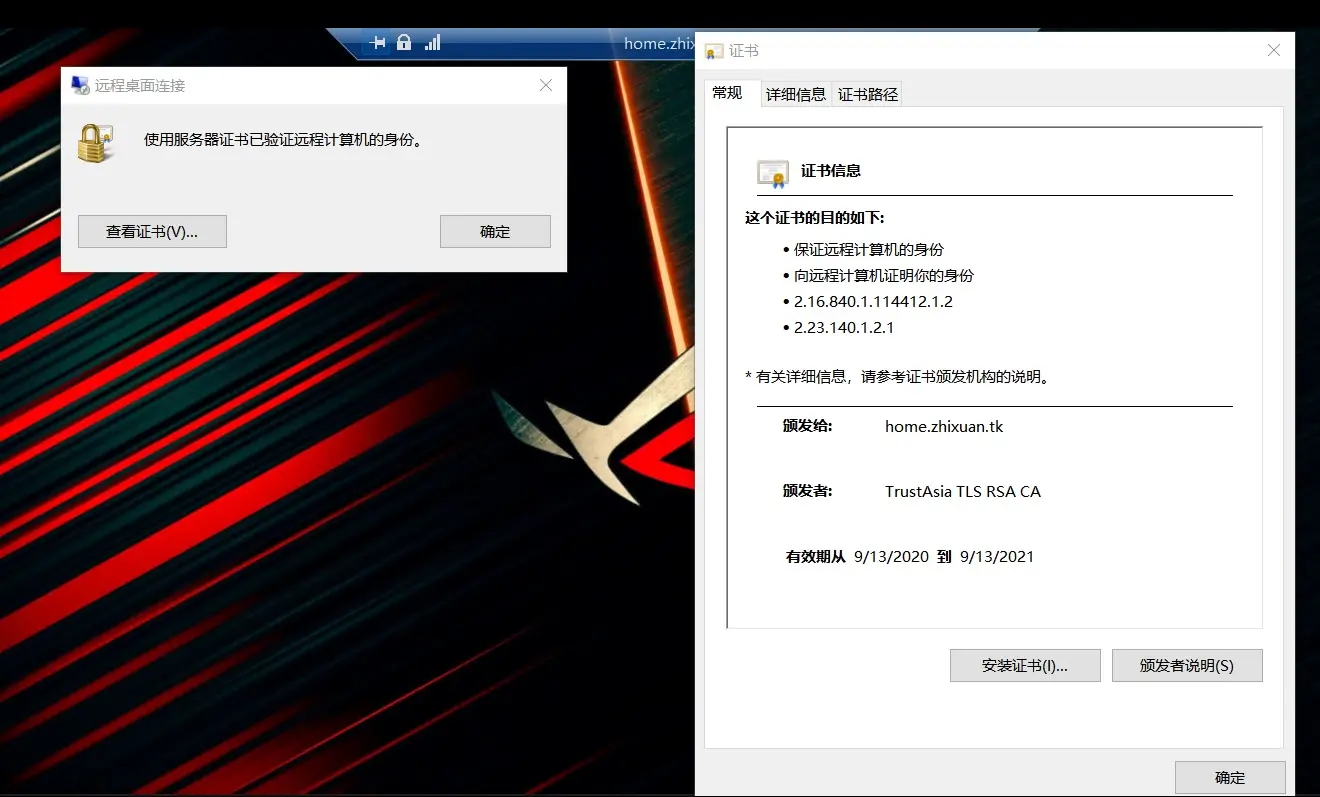 home.zhix
远程桌面连接
使用服务器证书已验证远程计算机的身份。
查看证书(V)...
确定
证书
常规
详细信息
证书路径
证书信息
这个证书的目的如下:
• 保证远程计算机的身份
• 向远程计算机证明你的身份
• 2.16.840.1.114412.1.2
• 2.23.140.1.2.1
* 有关详细信息，请参考证书颁发机构的说明。
颁发给: home.zhixuan.tk
颁发者: TrustAsia TLS RSA CA
有效期从 9/13/2020 到 9/13/2021
安装证书(I)...
颁发者说明(S)
确定